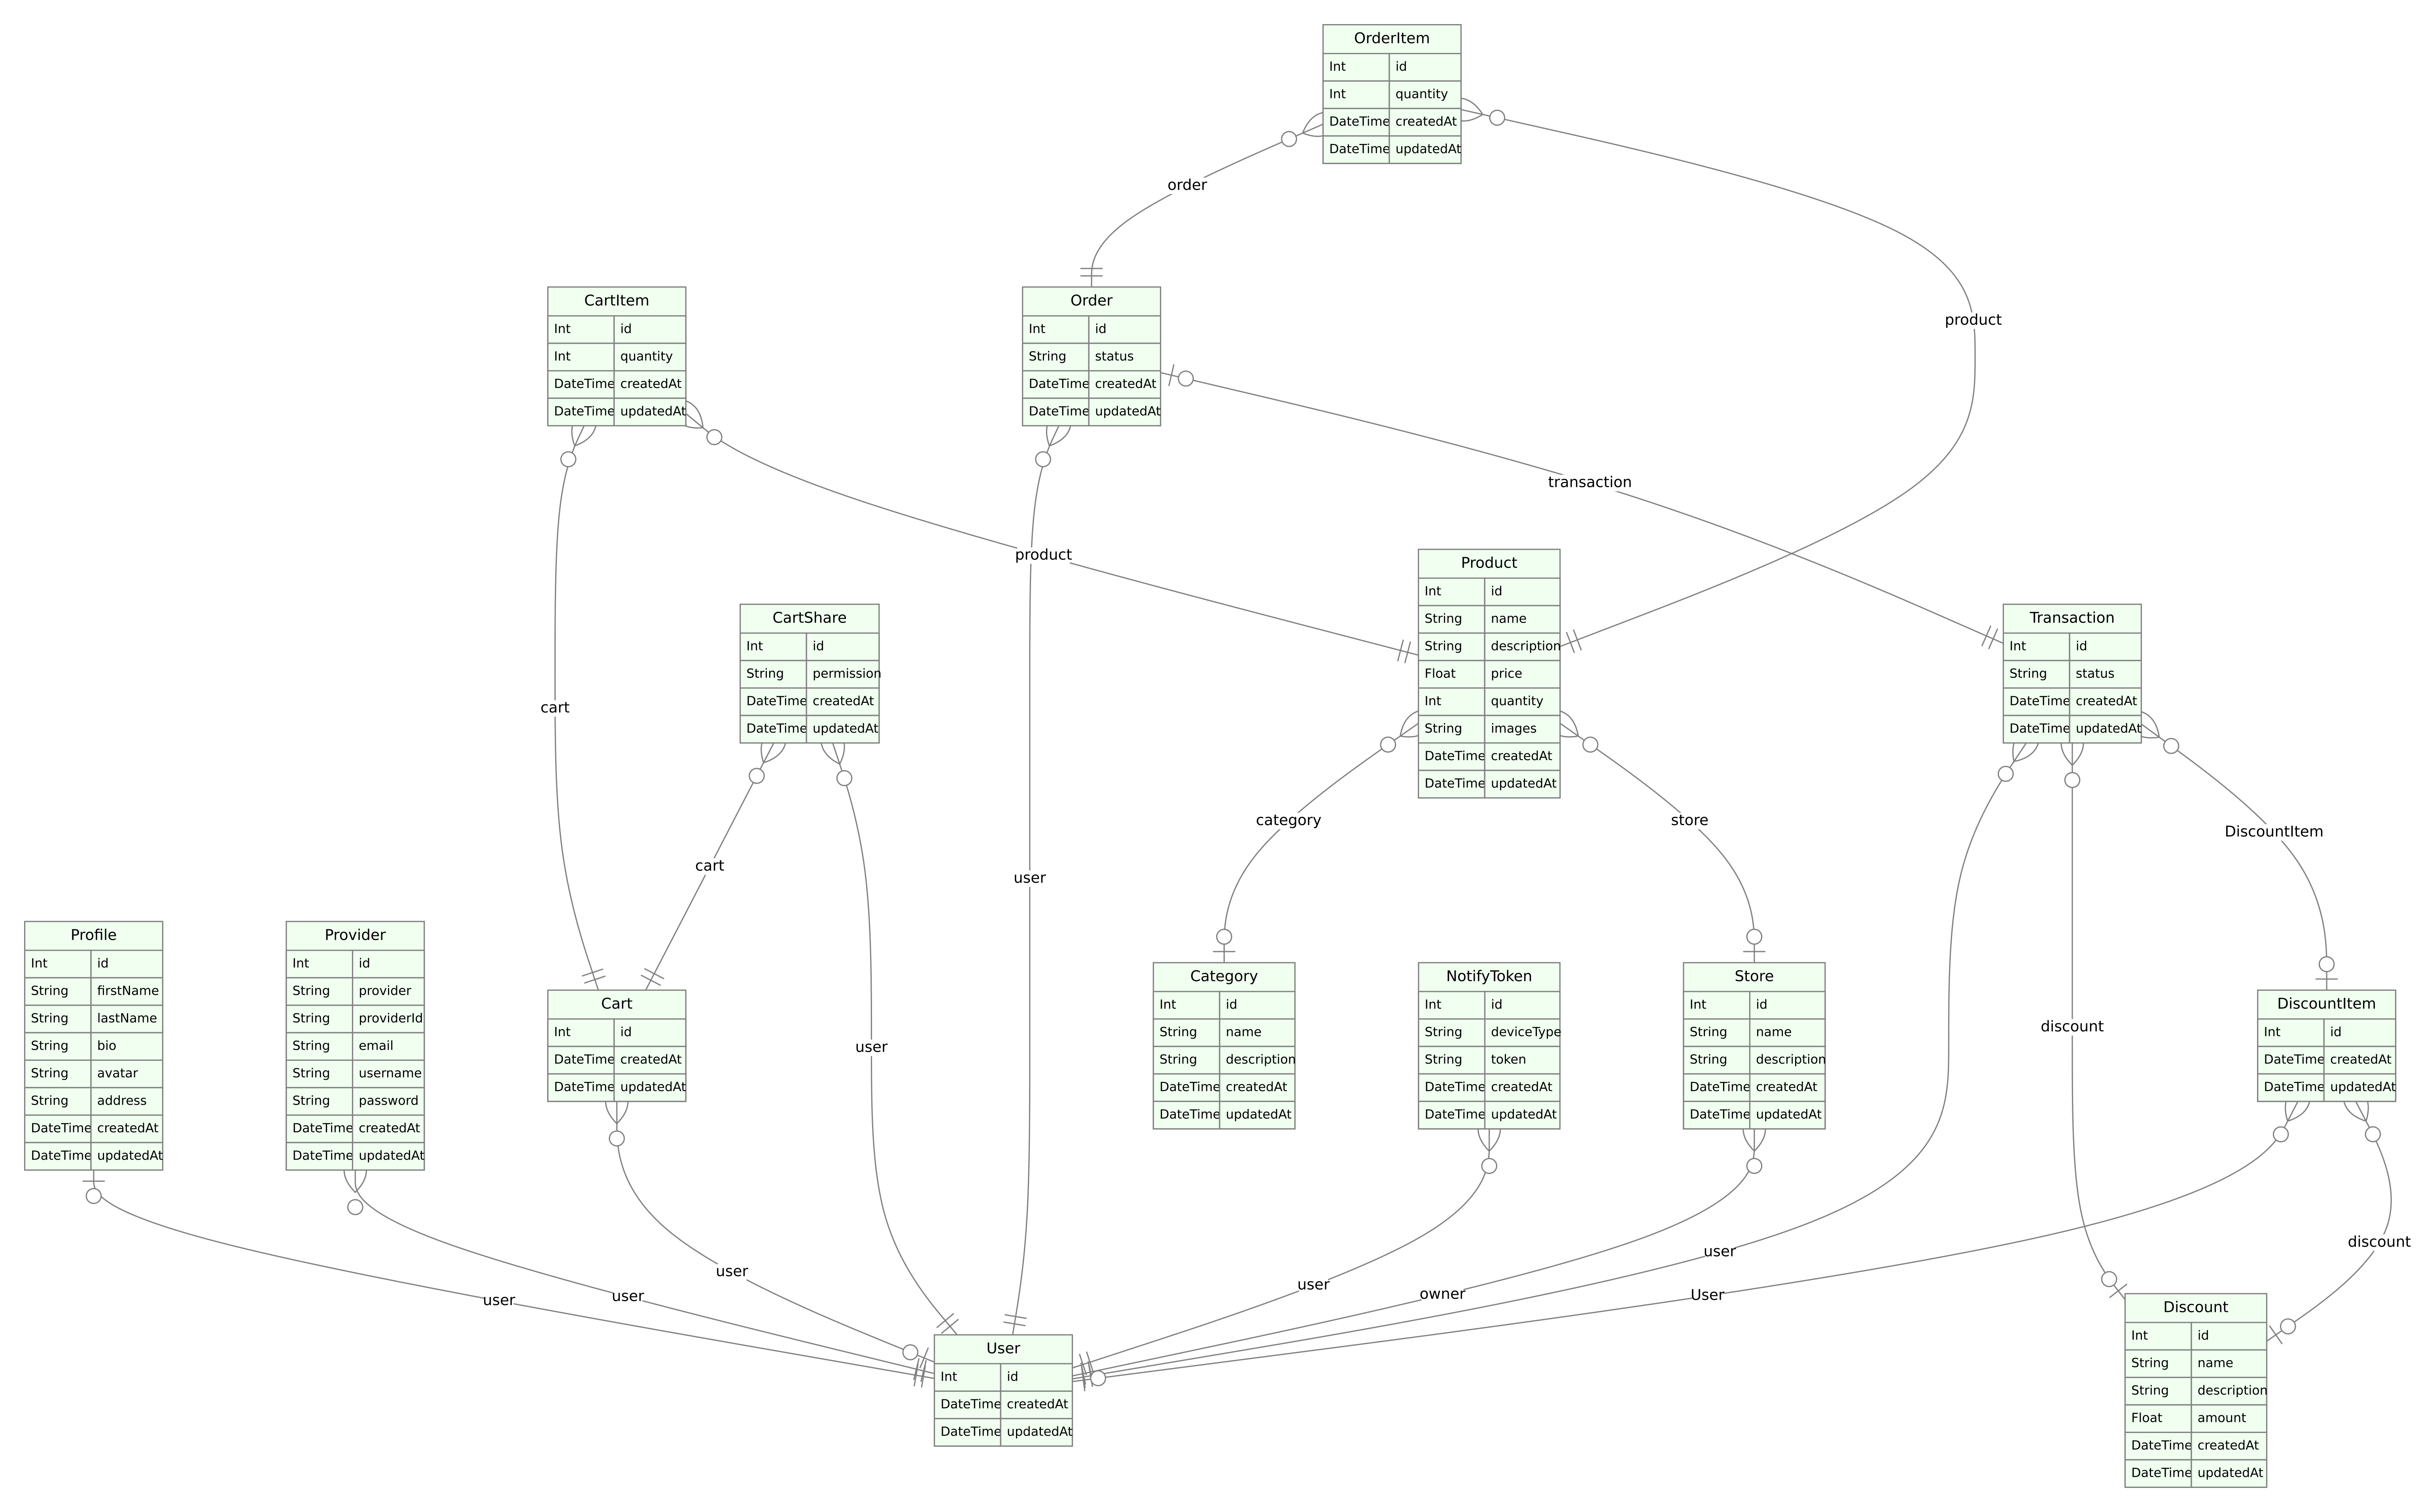 OrderItem
Int id
Int quantity
DateTime createdAt
DateTime updatedAt
order
product
CartItem
Int id
Int quantity
DateTime createdAt
DateTime updatedAt
Order
Int id
String status
DateTime createdAt
DateTime updatedAt
transaction
product
Product
Int id
String name
String description
Float price
Int quantity
String images
DateTime createdAt
DateTime updatedAt
CartShare
Int id
String permission
DateTime createdAt
DateTime updatedAt
Transaction
Int id
String status
DateTime createdAt
DateTime updatedAt
cart
category
store
DiscountItem
cart
user
Profile
Int id
String firstName
String lastName
String bio
String avatar
String address
DateTime createdAt
DateTime updatedAt
Provider
Int id
String provider
String providerId
String email
String username
String password
DateTime createdAt
DateTime updatedAt
Cart
Int id
DateTime createdAt
DateTime updatedAt
user
Category
Int id
String name
String description
DateTime createdAt
DateTime updatedAt
NotifyToken
Int id
String deviceType
String token
DateTime createdAt
DateTime updatedAt
Store
Int id
String name
String description
DateTime createdAt
DateTime updatedAt
discount
DiscountItem
Int id
DateTime createdAt
DateTime updatedAt
discount
user
user
user
user
user
owner
User
User
Int id
DateTime createdAt
DateTime updatedAt
Discount
Int id
String name
String description
Float amount
DateTime createdAt
DateTime updatedAt